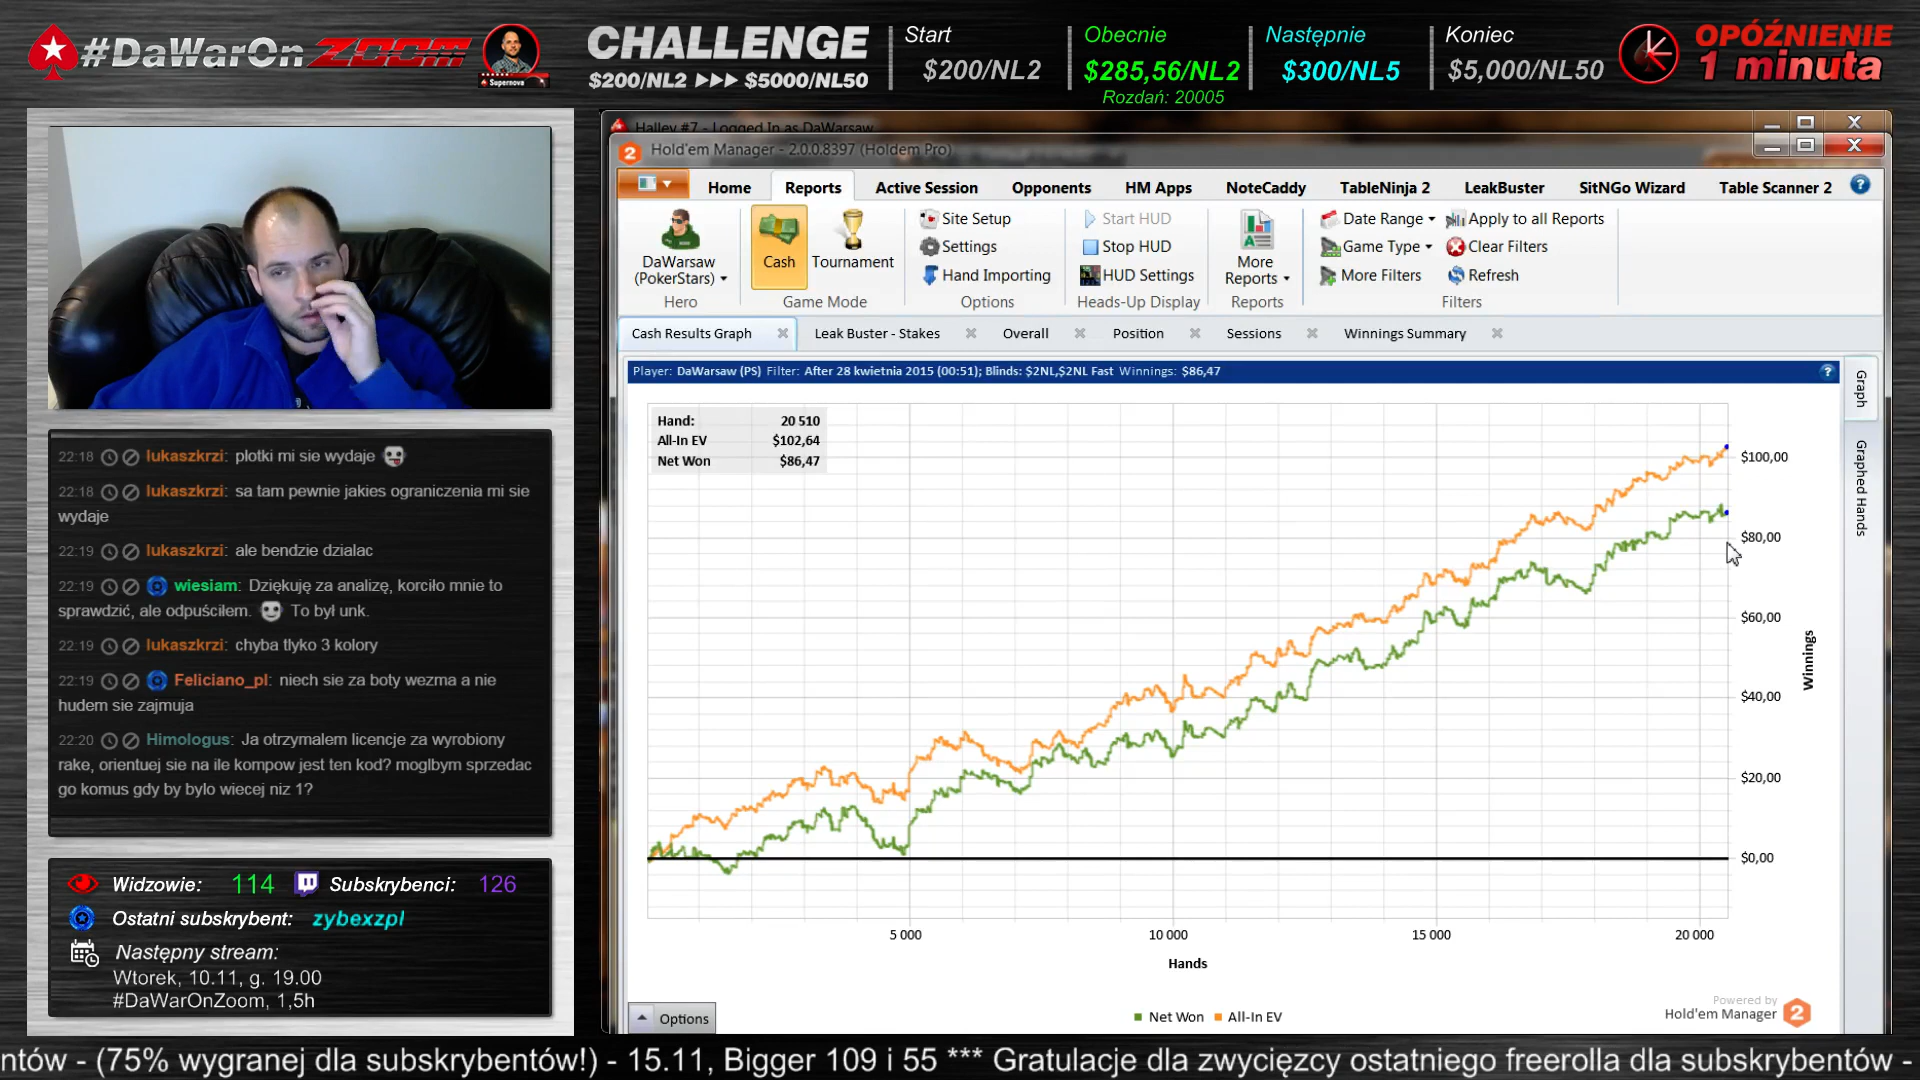 #DaWarOn ZOOM
Supernova
CHALLENGE
$200/NL2 ►►► $5000/NL50
Start
$200/NL2
Obecnie
$285,56/NL2
Rozdań: 20005
Następnie
$300/NL5
Koniec
$5,000/NL50
OPÓŹNIENIE
1 minuta
Halley #7 - Logged In as DaWarsaw
Hold'em Manager - 2.0.0.8397 (Holdem Pro)
Home Reports Active Session Opponents HM Apps NoteCaddy TableNinja 2 LeakBuster SitNGo Wizard Table Scanner 2
DaWarsaw
(PokerStars)
Hero
Cash
Tournament
Game Mode
Site Setup
Settings
Hand Importing
Options
Start HUD
Stop HUD
HUD Settings
Heads-Up Display
More
Reports
Reports
Date Range
Game Type
More Filters
Apply to all Reports
Clear Filters
Refresh
Filters
Cash Results Graph Leak Buster - Stakes Overall Position Sessions Winnings Summary
Player: DaWarsaw (PS) Filter: After 28 kwietnia 2015 (00:51); Blinds: $2NL,$2NL Fast Winnings: $86,47
Graph
Graphed Hands
Hand: 20 510
All-In EV $102,64
Net Won $86,47
$100,00
$80,00
$60,00
$40,00
$20,00
$0,00
Winnings
5 000 10 000 15 000 20 000
Hands
Net Won All-In EV
Options
Powered by
Hold'em Manager 2
22:18 lukaszkrzi: plotki mi sie wydaje
22:18 lukaszkrzi: sa tam pewnie jakies ograniczenia mi sie
wydaje
22:19 lukaszkrzi: ale bendzie dzialac
22:19 wiesiam: Dziękuję za analizę, korciło mnie to
sprawdzić, ale odpuściłem. To był unk.
22:19 lukaszkrzi: chyba tlyko 3 kolory
22:19 Feliciano_pl: niech sie za boty wezma a nie
hudem sie zajmuja
22:20 Himologus: Ja otrzymalem licencje za wyrobiony
rake, orientuej sie na ile kompow jest ten kod? moglbym sprzedac
go komus gdy by bylo wiecej niz 1?
Widzowie: 114 Subskrybenci: 126
Ostatni subskrybent: zybexzpl
Następny stream:
Wtorek, 10.11, g. 19.00
#DaWarOnZoom, 1,5h
ntów - (75% wygranej dla subskrybentów!) - 15.11, Bigger 109 i 55 *** Gratulacje dla zwycięzcy ostatniego freerolla dla subskrybentów -